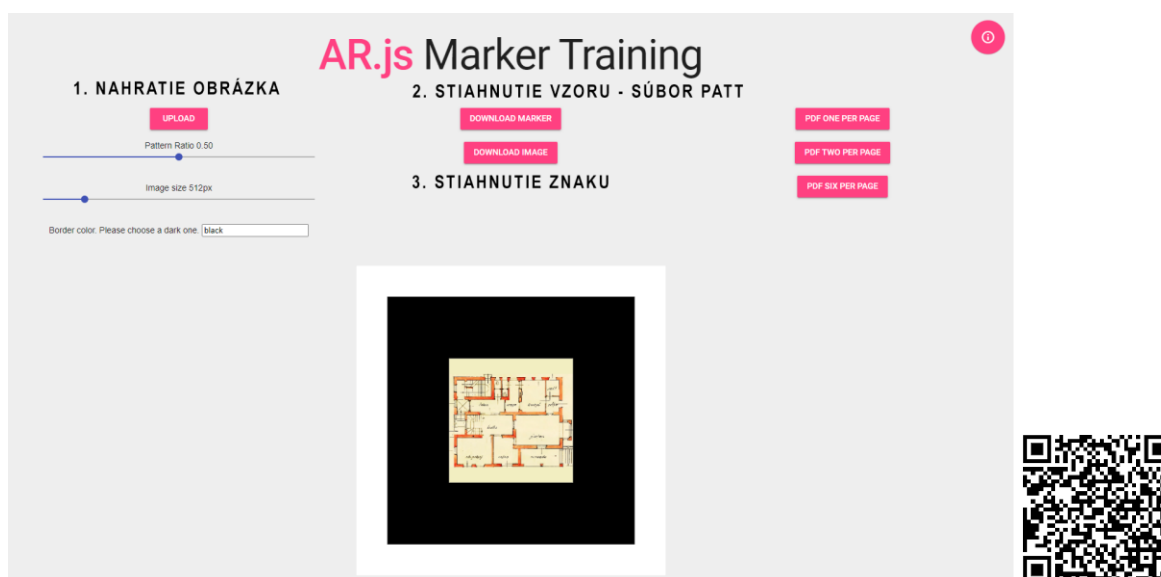 AR.js Marker Training
1. NAHRATIE OBRÁZKA
UPLOAD
Pattern Ratio 0.50
Image size 512px
Border color. Please choose a dark one. black
2. STIAHNUTIE VZORU - SÚBOR PATT
DOWNLOAD MARKER
DOWNLOAD IMAGE
3. STIAHNUTIE ZNAKU
PDF ONE PER PAGE
PDF TWO PER PAGE
PDF SIX PER PAGE